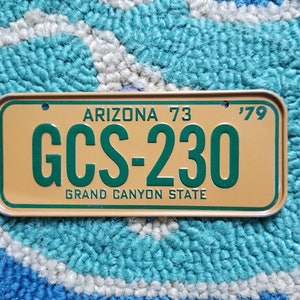 ARIZONA 73 '79
GCS-230
GRAND CANYON STATE